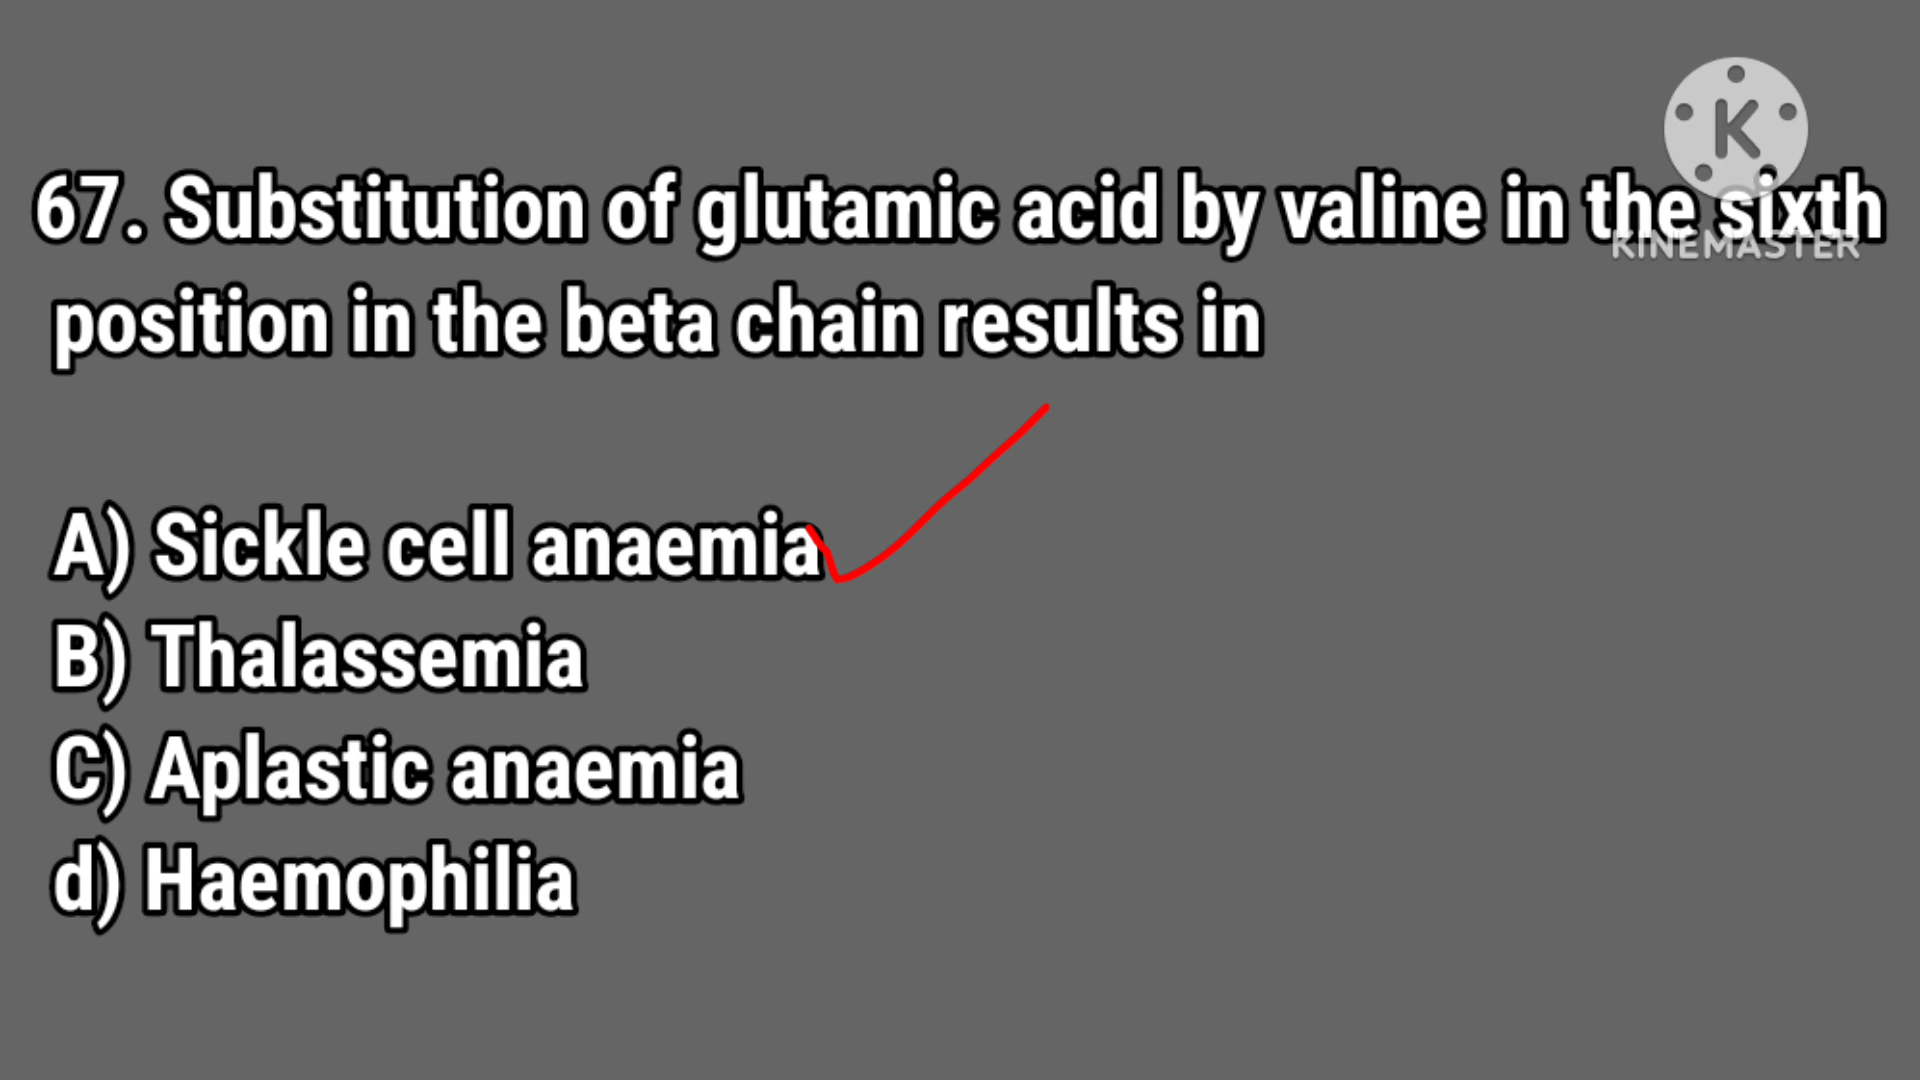 67. Substitution of glutamic acid by valine in the sixth
KINEMASTER
position in the beta chain results in
A) Sickle cell anaemia
B) Thalassemia
C) Aplastic anaemia
d) Haemophilia